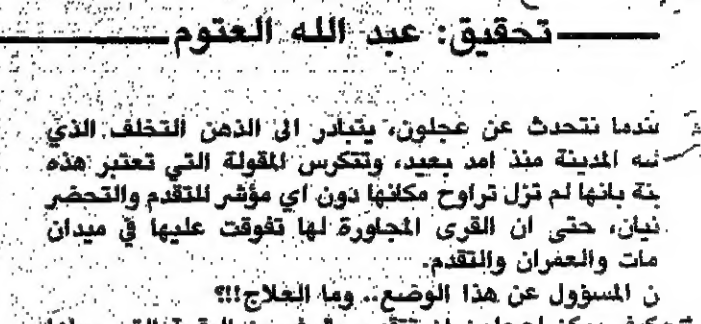 تحقيق: عبد الله العتوم
ندما نتحدث عن عجلون، يتبادر الى الذهن التخلف الذي
نيه المدينة منذ امد بعيد، وتتكرس المقولة التي تعتبر هذه
ينة بانها لم تزل تراوح مكانها دون اي مؤشر للتقدم والتحضر
نيان، حتى ان القرى المجاورة لها تفوقت عليها في ميدان
مات والعمران والتقدم.
ن المسؤول عن هذا الوضع.. وما العلاج!!؟